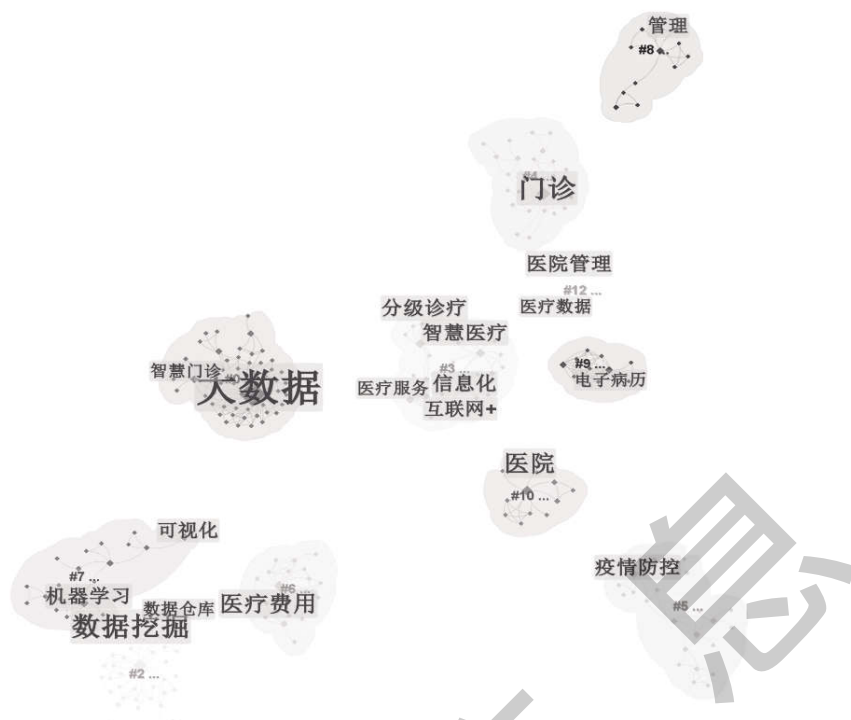 管理
#8 ...
#4 ...
门诊
医院管理
#12 ...
医疗数据
分级诊疗
智慧医疗
智慧门诊
#0
大数据
#3 ...
医疗服务
信息化
互联网+
#9 ...
电子病历
医院
#10 ...
可视化
#7 ...
机器学习
数据仓库
数据挖掘
#2 ...
#6 ...
医疗费用
疫情防控
#5 ...
息